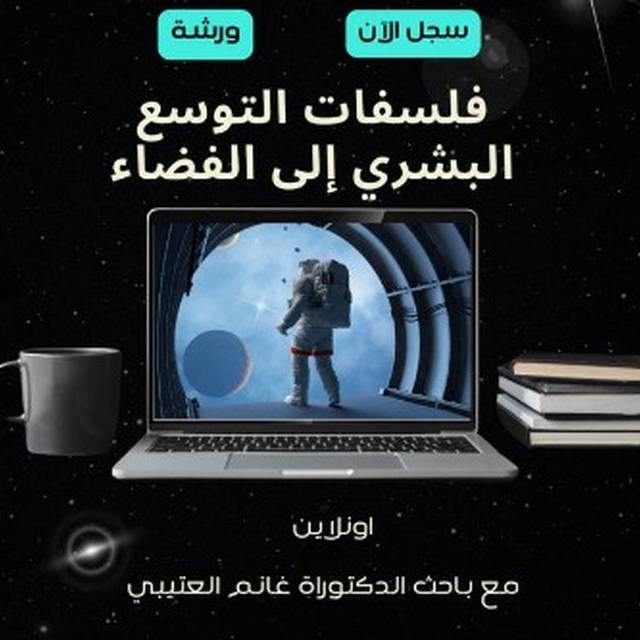 سجل الآن
ورشة
فلسفات التوسع
البشري إلى الفضاء
اونلاين
مع باحث الدكتوراة غانم العتيبي